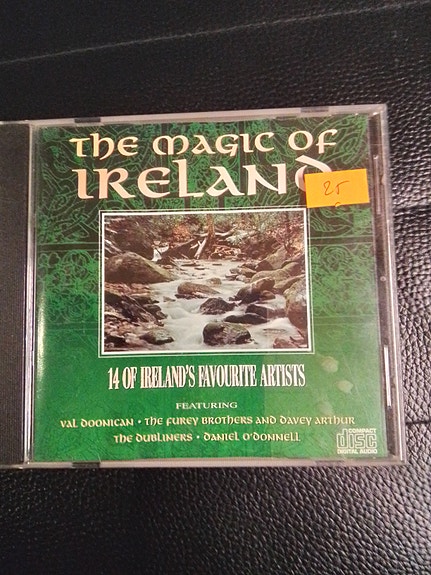 The Magic of
Ireland
25
14 OF IRELAND'S FAVOURITE ARTISTS
FEATURING
VAL DOONICAN • THE FUREY BROTHERS AND DAVEY ARTHUR
THE DUBLINERS • DANIEL O'DONNELL
COMPACT
disc
DIGITAL AUDIO